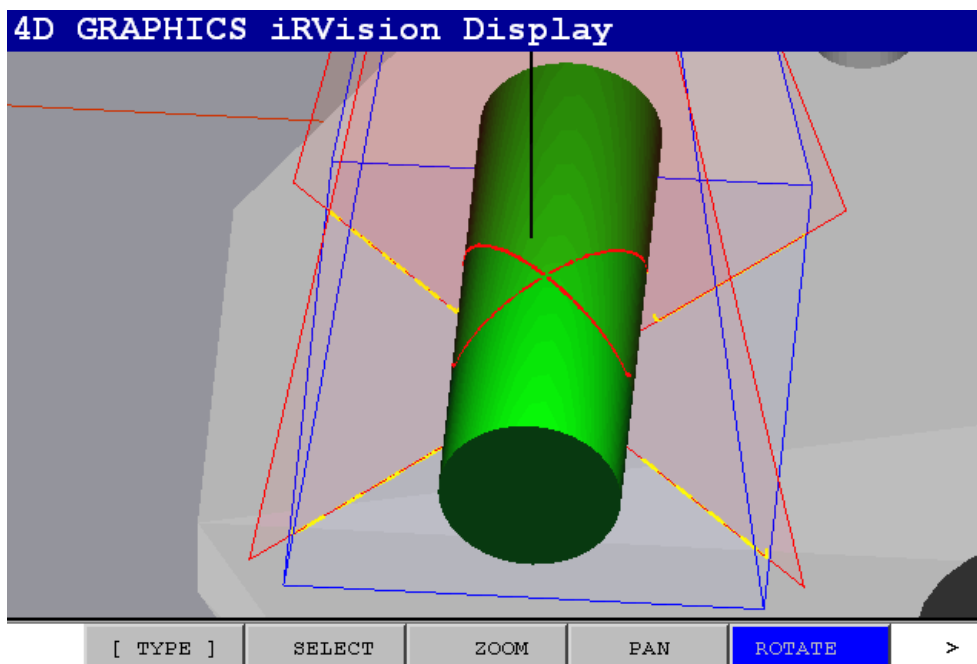 4D GRAPHICS iRVision Display
[ TYPE ] SELECT ZOOM PAN ROTATE >